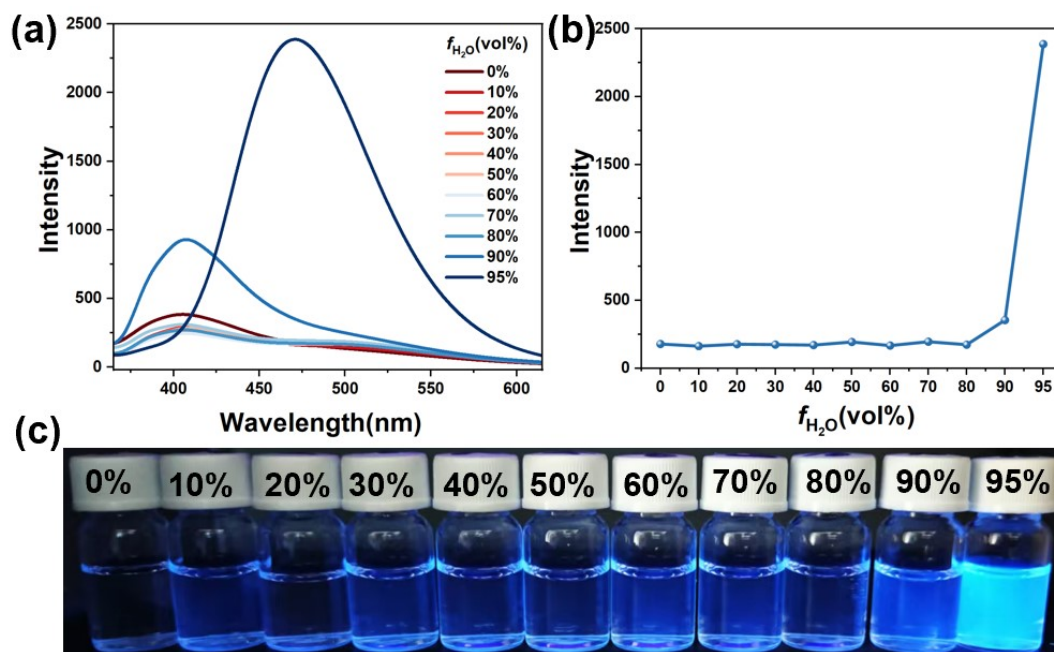 (a)
2500
2000
1500
1000
500
0
Intensity
400 450 500 550 600
Wavelength(nm)
fH₂O(vol%)
0%
10%
20%
30%
40%
50%
60%
70%
80%
90%
95%
(b)
2500
2000
1500
1000
500
0
Intensity
0 10 20 30 40 50 60 70 80 90 95
fH₂O(vol%)
(c)
0% 10% 20% 30% 40% 50% 60% 70% 80% 90% 95%